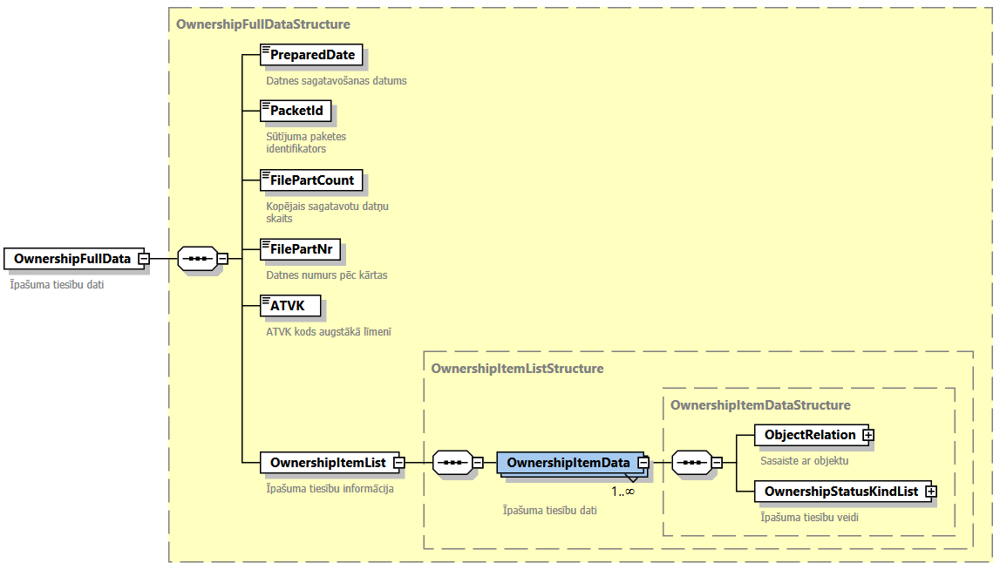 OwnershipFullDataStructure
PreparedDate
Datnes sagatavošanas datums
PacketId
Sūtījuma paketes
identifikators
FilePartCount
Kopējais sagatavotu datņu
skaits
FilePartNr
Datnes numurs pēc kārtas
OwnershipFullData
Īpašuma tiesību dati
ATVK
ATVK kods augstākā līmenī
OwnershipItemListStructure
OwnershipItemDataStructure
ObjectRelation
Sasaiste ar objektu
OwnershipItemList
Īpašuma tiesību informācija
OwnershipItemData
1..∞
Īpašuma tiesību dati
OwnershipStatusKindList
Īpašuma tiesību veidi